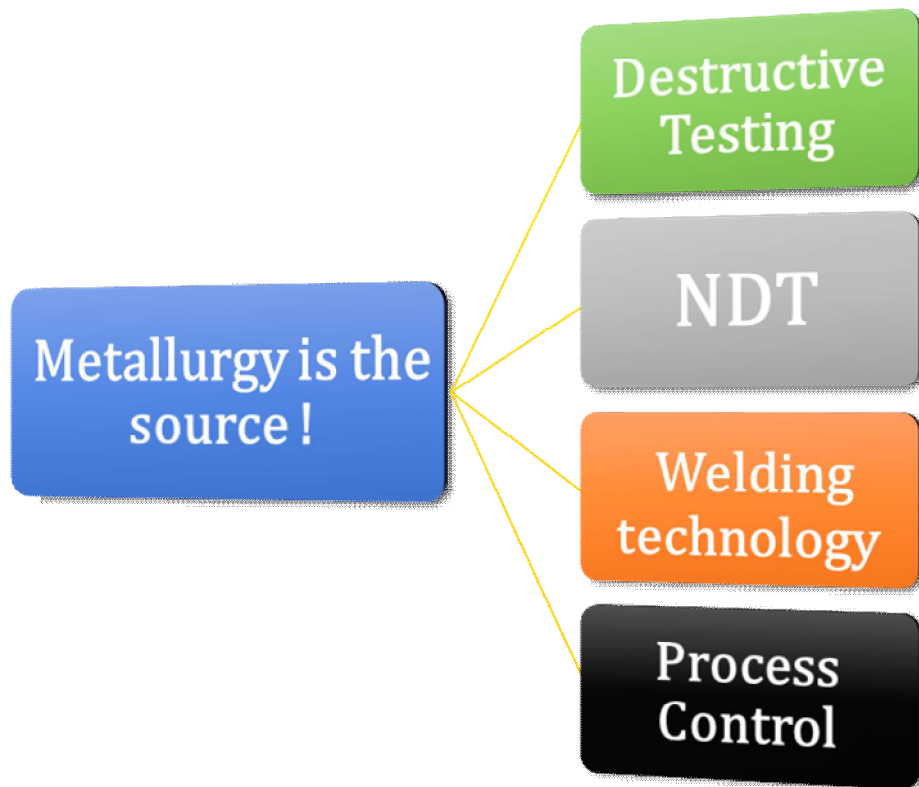 Destructive
Testing
NDT
Metallurgy is the
source !
Welding
technology
Process
Control